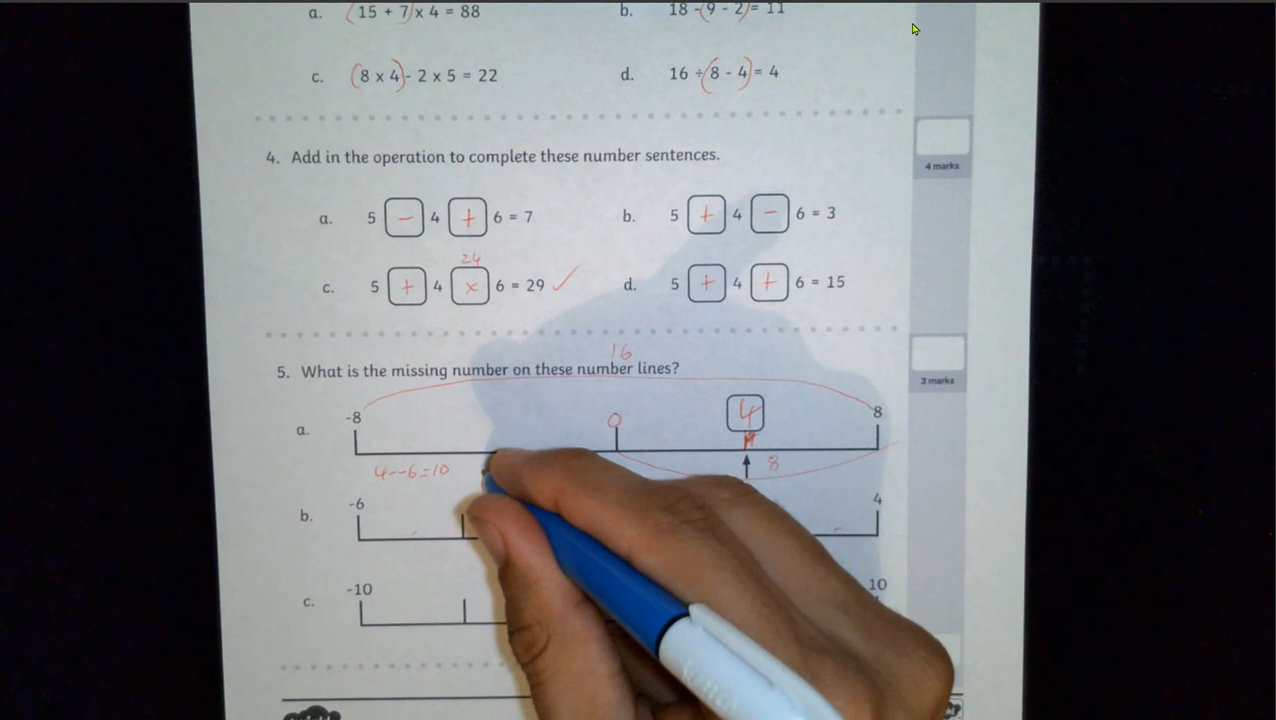 a. (15 + 7) x 4 = 88 b. 18 -(9 - 2)= 11
c. (8 x 4)- 2 x 5 = 22 d. 16 ÷(8 - 4)= 4
4. Add in the operation to complete these number sentences.
4 marks
a. 5 - 4 + 6 = 7 b. 5 + 4 - 6 = 3
24
c. 5 + 4 x 6 = 29 ✓ d. 5 + 4 + 6 = 15
16
5. What is the missing number on these number lines?
3 marks
a. -8 0 4 8
4--6=10 8
b. -6 4
c. -10 10